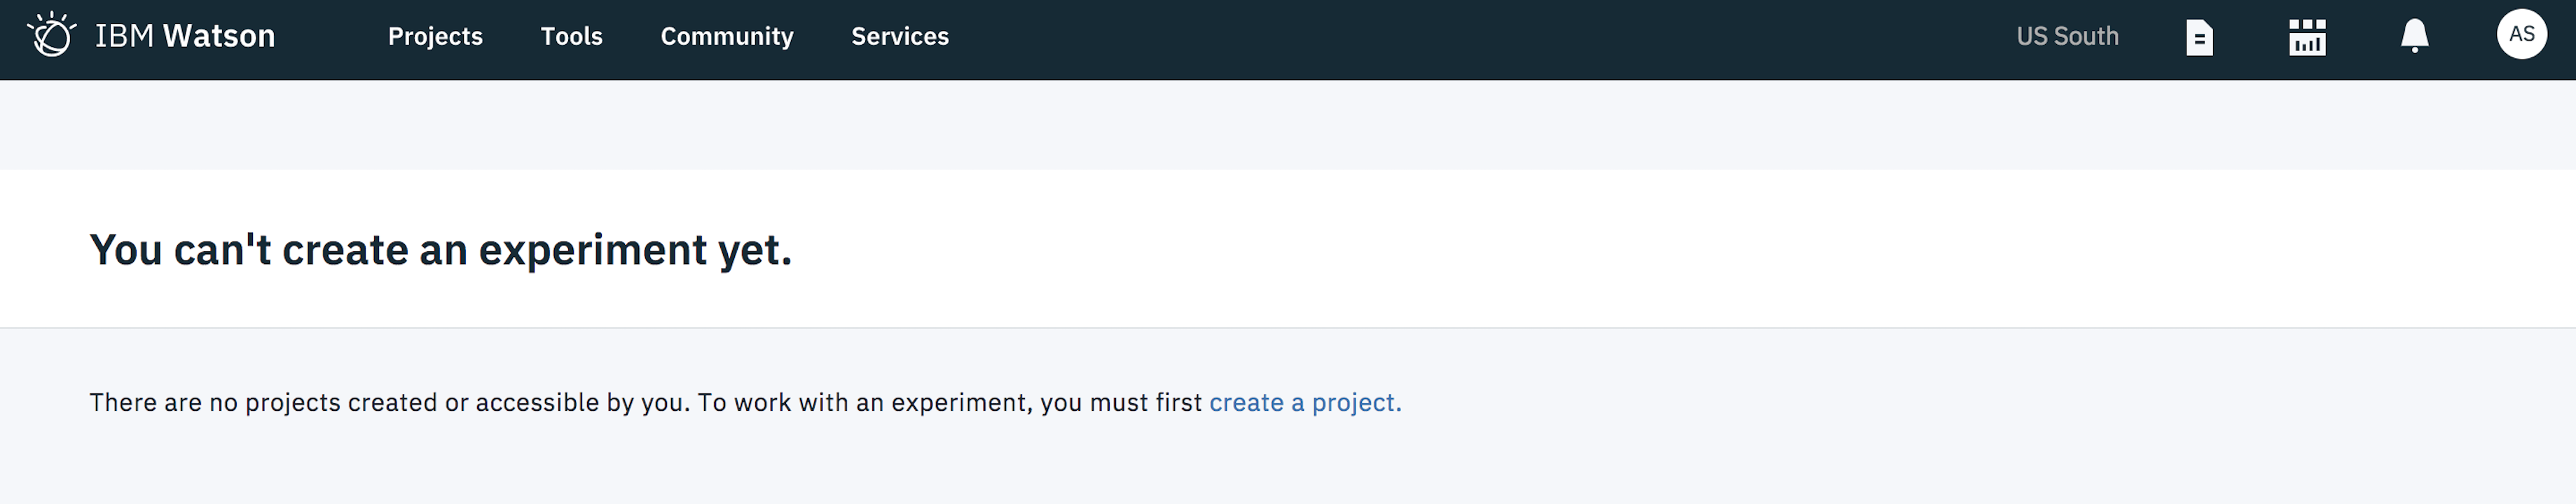 IBM Watson Projects Tools Community Services US South AS
You can't create an experiment yet.
There are no projects created or accessible by you. To work with an experiment, you must first create a project.